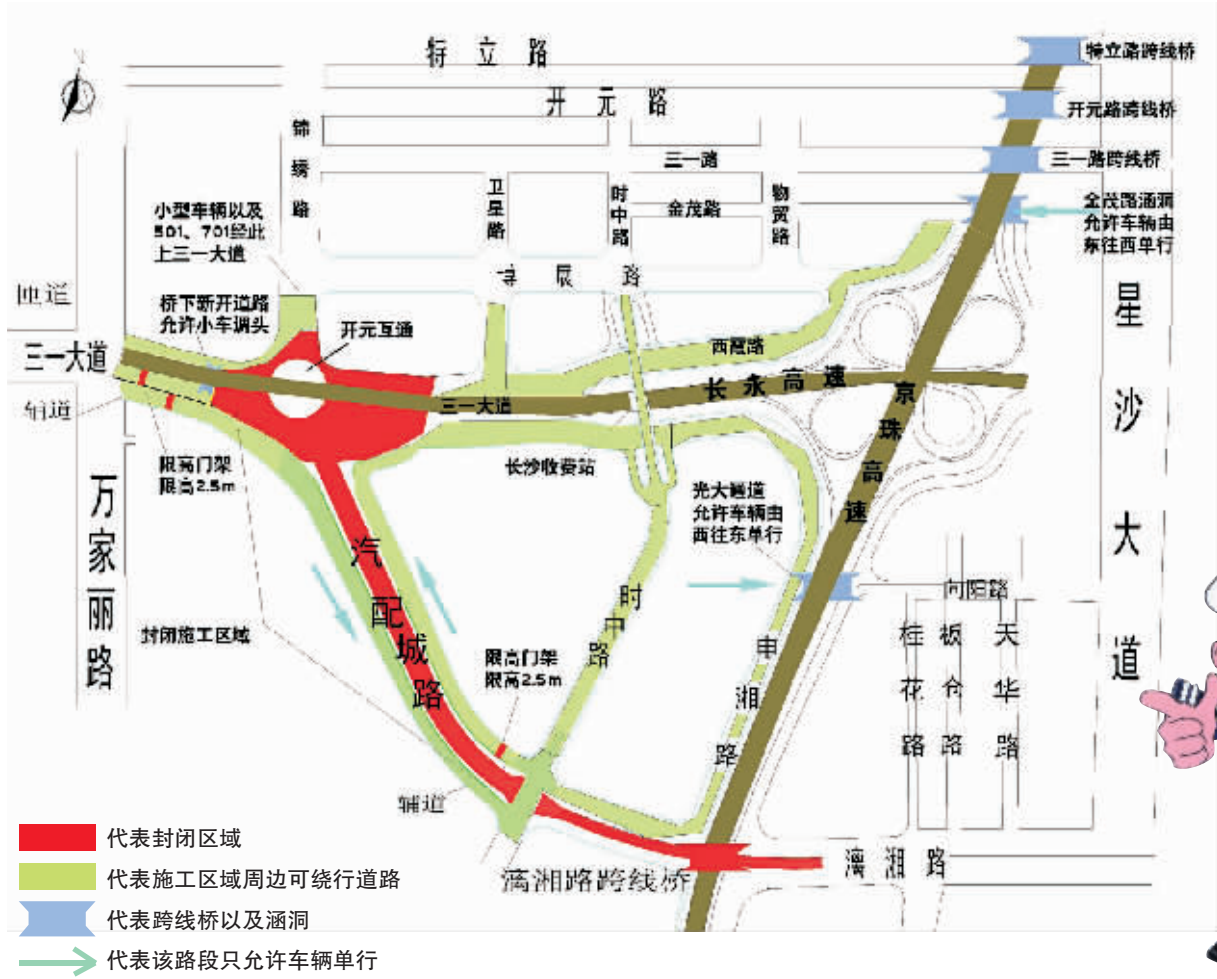 特立路
特立路跨线桥
开元路
开元路跨线桥
锦绣路
三一路
三一路跨线桥
卫星路
时中路
金茂路
物贸路
金茂路涵洞
允许车辆由
东往西单行
小型车辆以及
501、701经此
上三一大道
匝道
桥下新开道路
允许小车调头
开元互通
星沙大道
三一大道
西霞路
长永高速
三一大道
京珠高速
辅道
限高门架
限高2.5m
长沙收费站
光大通道
允许车辆由
西往东单行
万家丽路
汽配城路
向阳路
时中路
封闭施工区域
桂花路
板仓路
天华路
限高门架
限高2.5m
申湘路
辅道
漓湘路
漓湘路跨线桥
代表封闭区域
代表施工区域周边可绕行道路
代表跨线桥以及涵洞
代表该路段只允许车辆单行